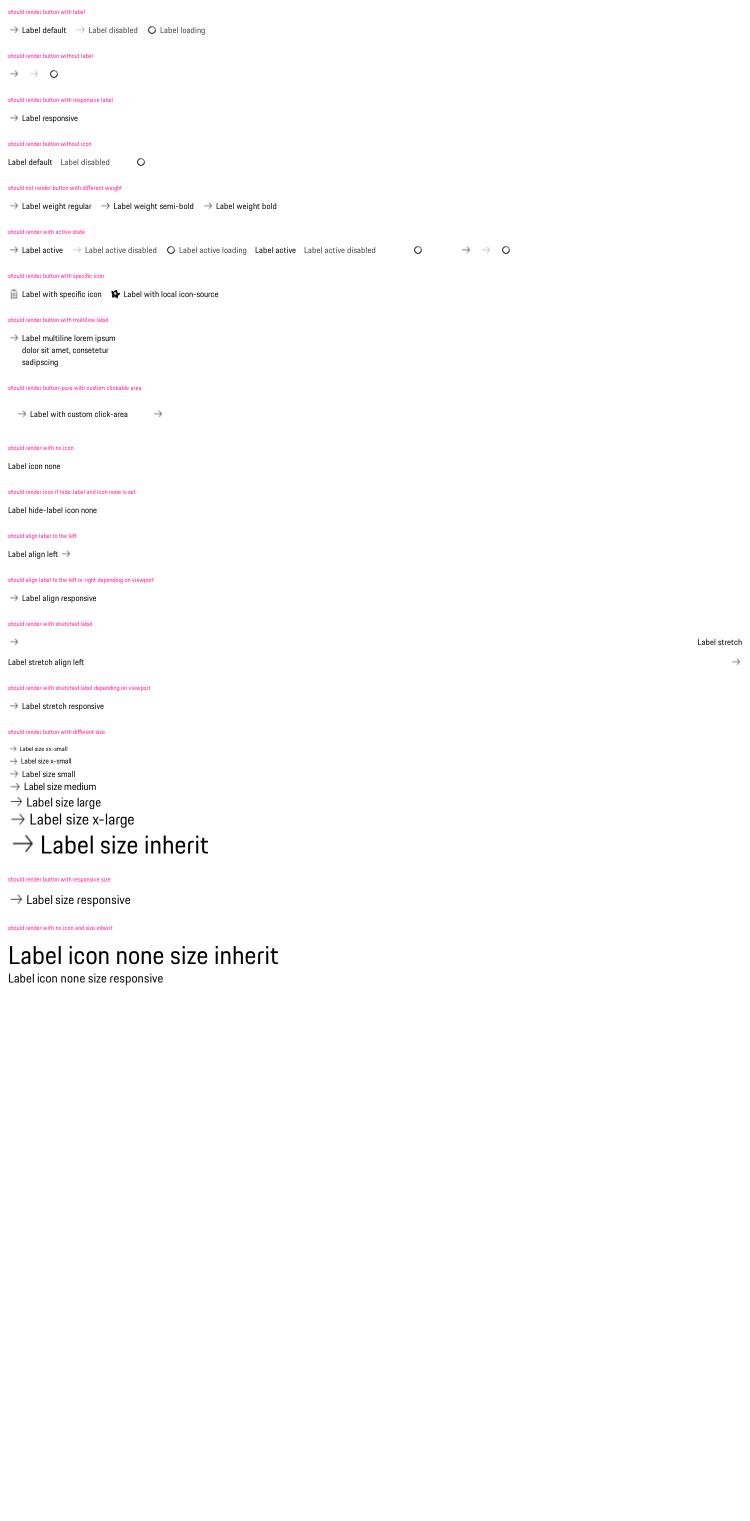 should render button with label
Label default Label disabled Label loading
should render button without label
should render button with responsive label
Label responsive
should render button without icon
Label default Label disabled
should not render button with different weight
Label weight regular Label weight semi-bold Label weight bold
should render with active state
Label active Label active disabled Label active loading Label active Label active disabled
should render button with specific icon
Label with specific icon Label with local icon-source
should render button with multiline label
Label multiline lorem ipsum
dolor sit amet, consetetur
sadipscing
should render button-pure with custom clickable area
Label with custom click-area
should render with no icon
Label icon none
should render icon if hide-label and icon none is set
Label hide-label icon none
should align label to the left
Label align left
should align label to the left or right depending on viewport
Label align responsive
should render with stretched label
Label stretch
Label stretch align left
should render with stretched label depending on viewport
Label stretch responsive
should render button with different size
Label size xx-small
Label size x-small
Label size small
Label size medium
Label size large
Label size x-large
Label size inherit
should render button with responsive size
Label size responsive
should render with no icon and size inherit
Label icon none size inherit
Label icon none size responsive